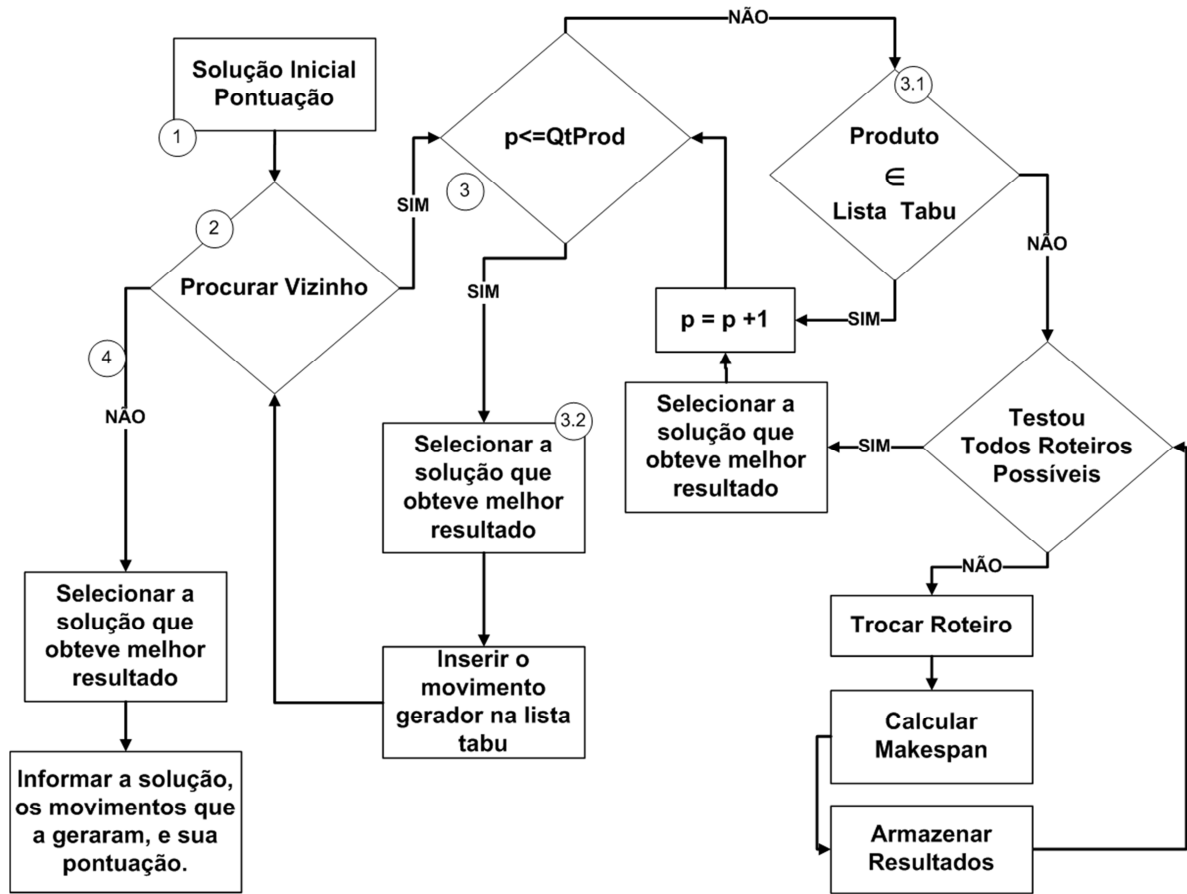 Solução Inicial
Pontuação
1
2
Procurar Vizinho
SIM
4
NÃO
Selecionar a
solução que
obteve melhor
resultado
Informar a solução,
os movimentos que
a geraram, e sua
pontuação.
p<=QtProd
3
NÃO
SIM
3.2
Selecionar a
solução que
obteve melhor
resultado
Inserir o
movimento
gerador na lista
tabu
3.1
Produto
∈
Lista Tabu
NÃO
SIM
p = p +1
Selecionar a
solução que
obteve melhor
resultado
SIM
Testou
Todos Roteiros
Possíveis
NÃO
Trocar Roteiro
Calcular
Makespan
Armazenar
Resultados